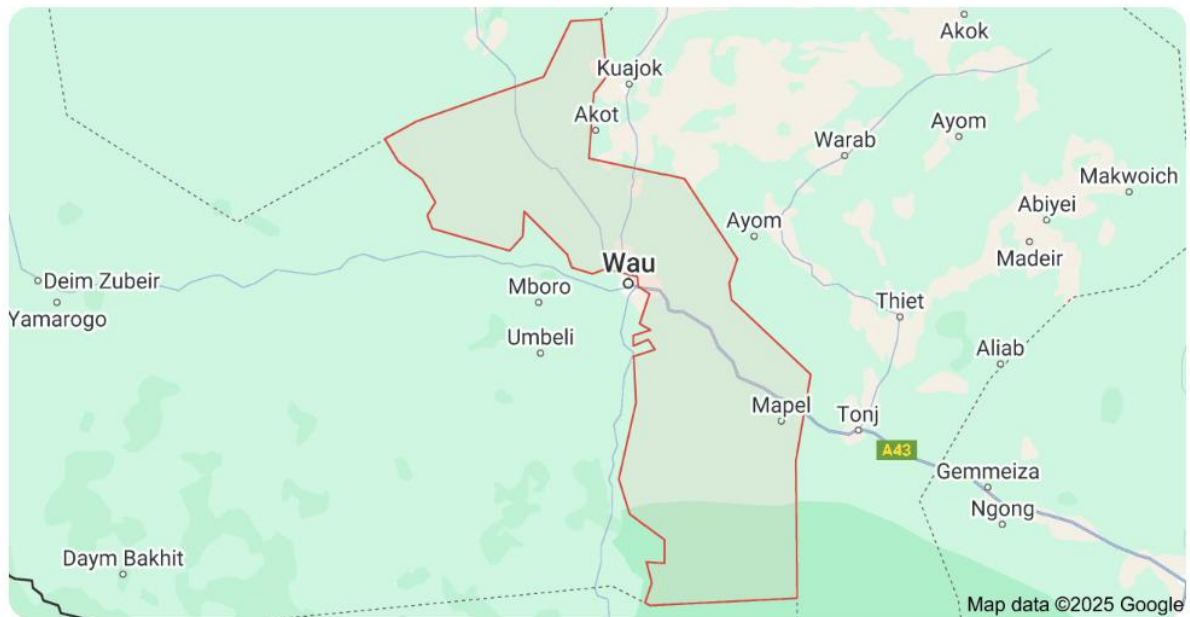 Akok
Kuajok
Akot
Ayom
Warab
Makwoich
Abiyei
Ayom
Madeir
Wau
Deim Zubeir
Mboro
Yamarogo
Thiet
Umbeli
Aliab
Mapel
Tonj
A43
Gemmeiza
Ngong
Daym Bakhit
Map data ©2025 Google